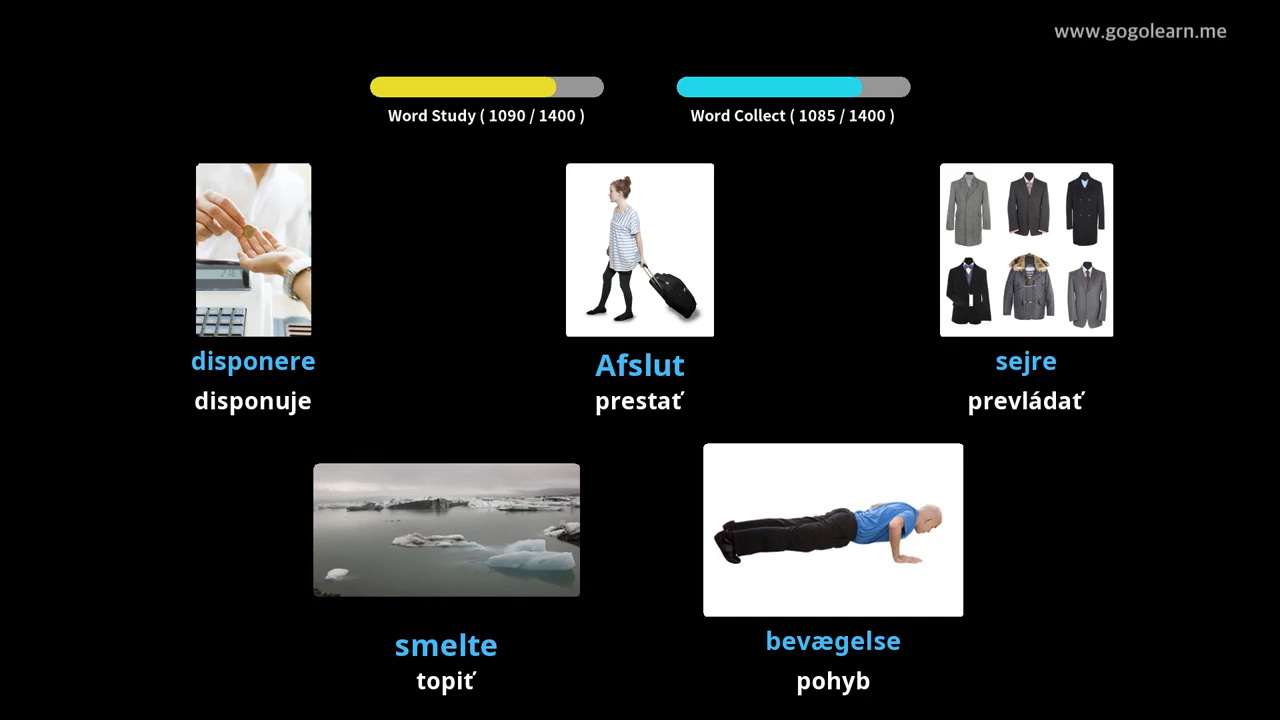 www.gogolearn.me
Word Study ( 1090 / 1400 )
Word Collect ( 1085 / 1400 )
disponere
disponuje
Afslut
prestať
sejre
prevládať
smelte
topiť
bevægelse
pohyb